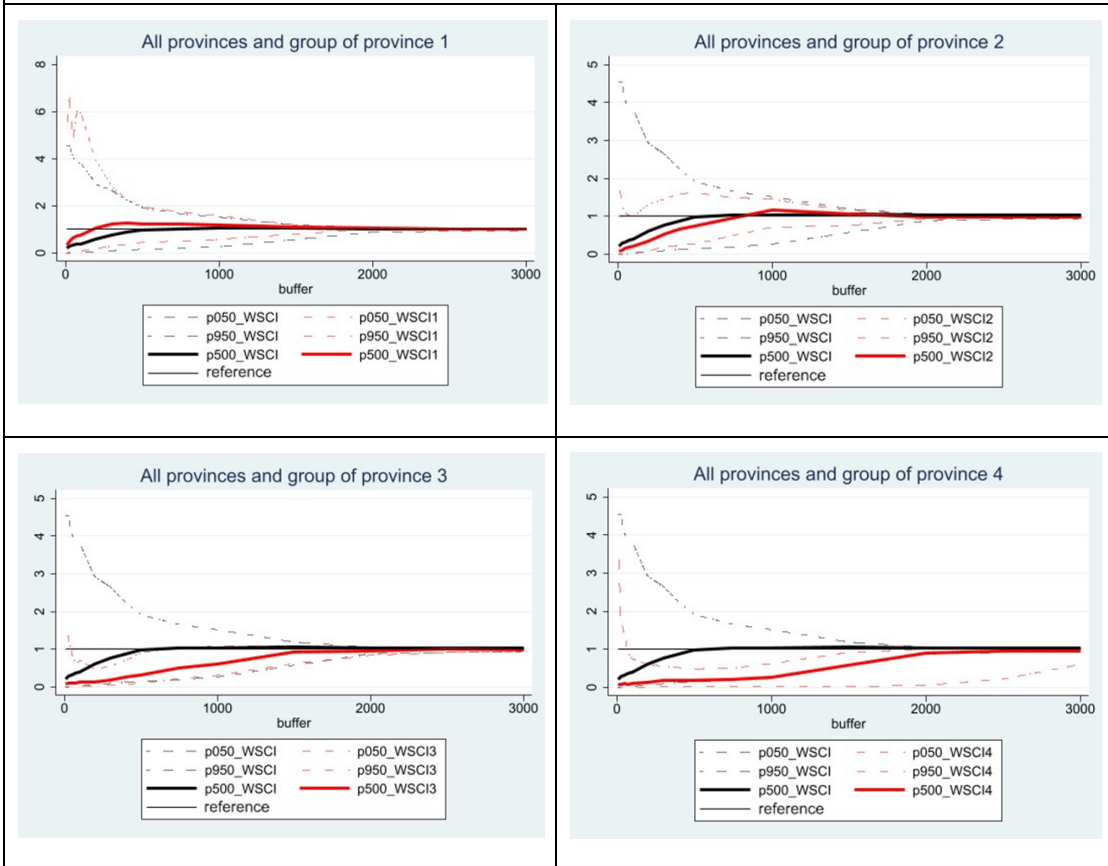 All provinces and group of province 1
8
6
4
2
0
0 1000 2000 3000
buffer
p050_WSCI p050_WSCI1
p950_WSCI p950_WSCI1
p500_WSCI p500_WSCI1
reference
All provinces and group of province 2
5
4
3
2
1
0
0 1000 2000 3000
buffer
p050_WSCI p050_WSCI2
p950_WSCI p950_WSCI2
p500_WSCI p500_WSCI2
reference
All provinces and group of province 3
5
4
3
2
1
0
0 1000 2000 3000
buffer
p050_WSCI p050_WSCI3
p950_WSCI p950_WSCI3
p500_WSCI p500_WSCI3
reference
All provinces and group of province 4
5
4
3
2
1
0
0 1000 2000 3000
buffer
p050_WSCI p050_WSCI4
p950_WSCI p950_WSCI4
p500_WSCI p500_WSCI4
reference